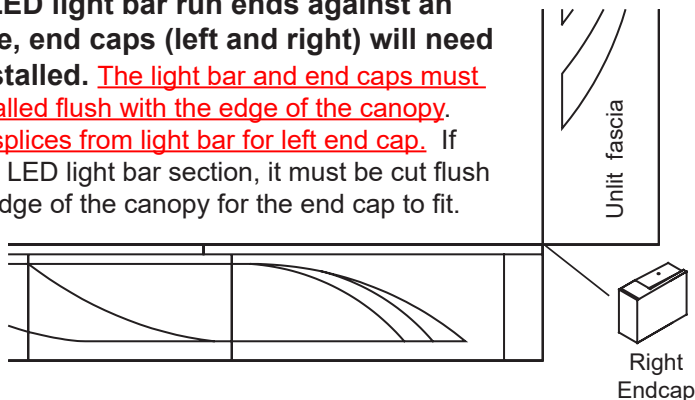 LED light bar run ends against an
e, end caps (left and right) will need
stalled. The light bar and end caps must
alled flush with the edge of the canopy.
splices from light bar for left end cap. If
LED light bar section, it must be cut flush
dge of the canopy for the end cap to fit.
Unlit fascia
Right
Endcap